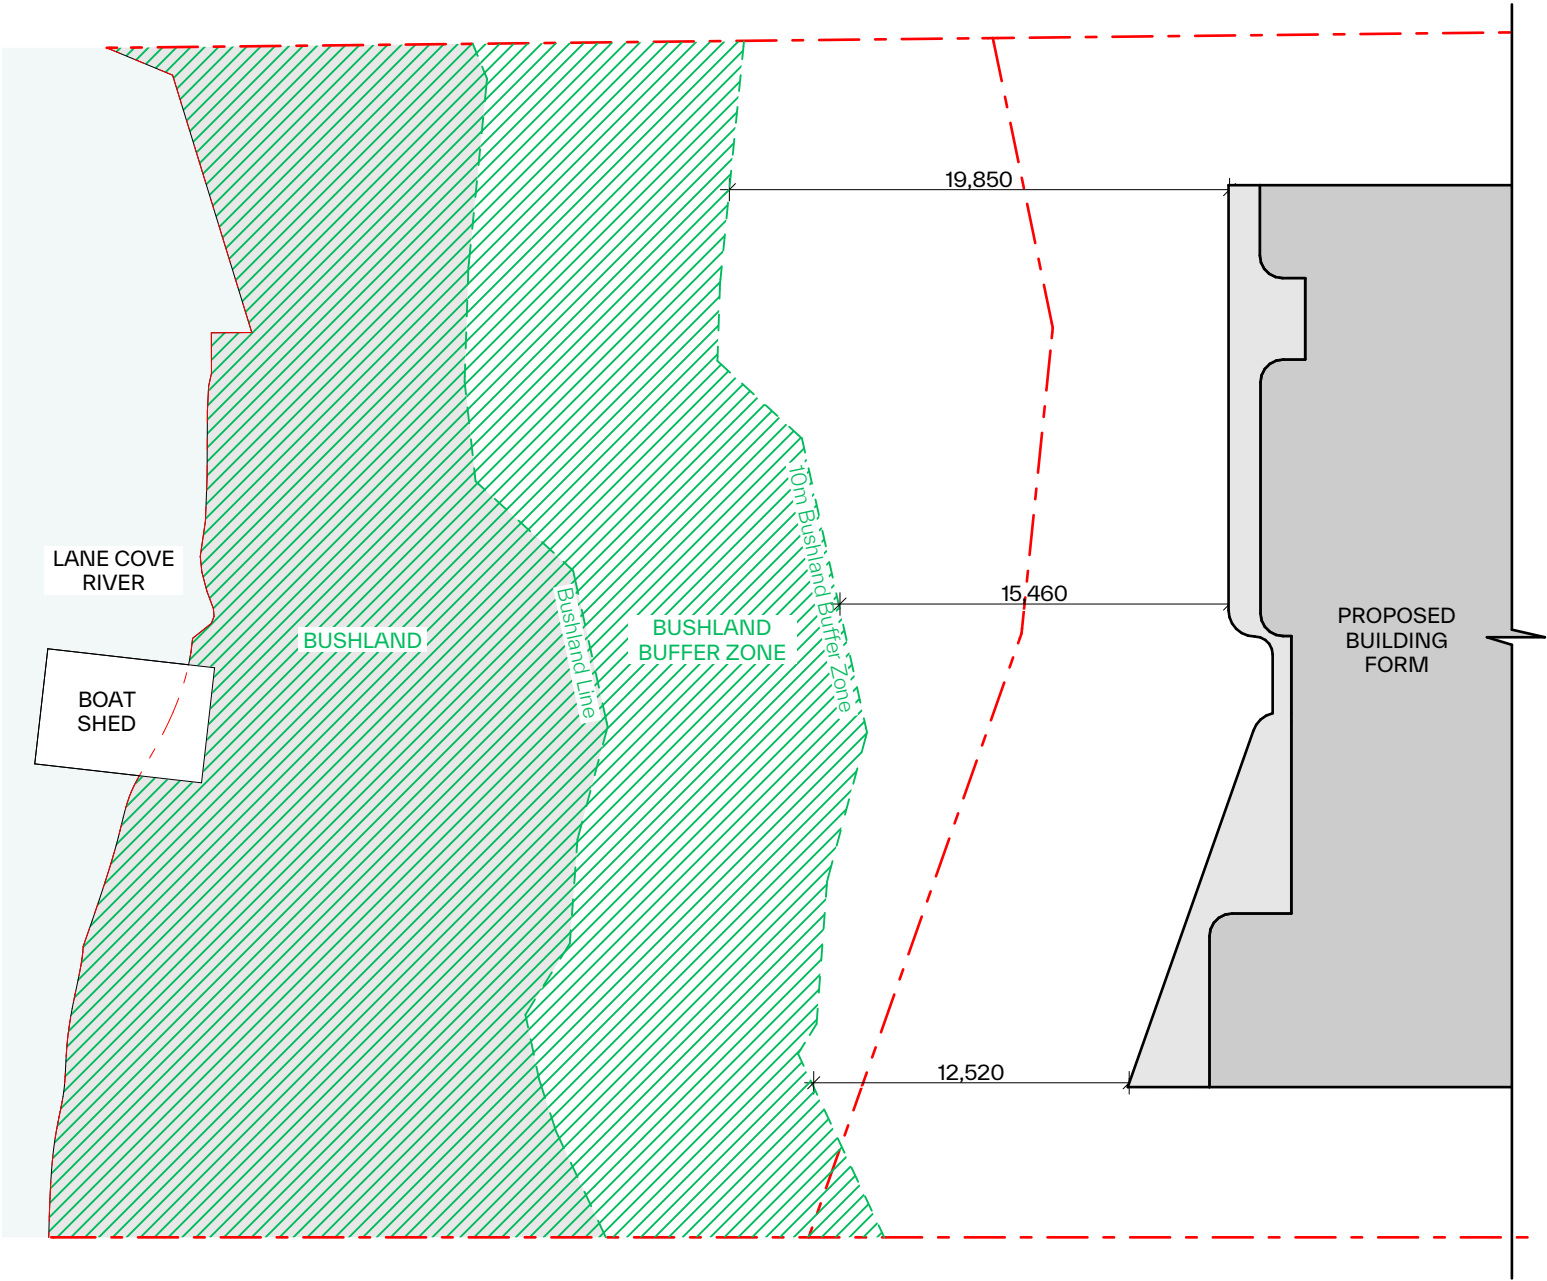 19,850
10m Bushland Buffer Zone
LANE COVE
RIVER
BUSHLAND
Bushland Line
BUSHLAND
BUFFER ZONE
15,460
PROPOSED
BUILDING
FORM
BOAT
SHED
12,520